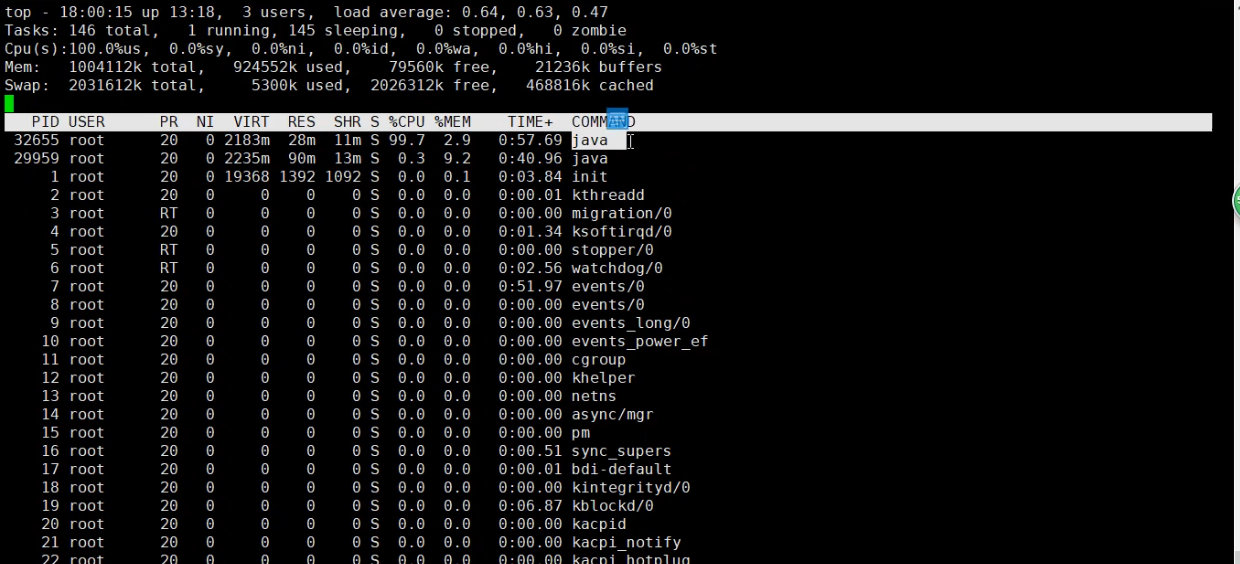 top - 18:00:15 up 13:18,  3 users,  load average: 0.64, 0.63, 0.47
Tasks: 146 total,   1 running, 145 sleeping,   0 stopped,   0 zombie
Cpu(s):100.0%us,  0.0%sy,  0.0%ni,  0.0%id,  0.0%wa,  0.0%hi,  0.0%si,  0.0%st
Mem:   1004112k total,   924552k used,    79560k free,    21236k buffers
Swap:  2031612k total,     5300k used,  2026312k free,   468816k cached
PID USER      PR  NI  VIRT  RES  SHR S %CPU %MEM    TIME+  COMMAND
32655 root      20   0 2183m  28m  11m S 99.7  2.9   0:57.69 java
29959 root      20   0 2235m  90m  13m S  0.3  9.2   0:40.96 java
1 root      20   0 19368 1392 1092 S  0.0  0.1   0:03.84 init
2 root      20   0     0    0    0 S  0.0  0.0   0:00.01 kthreadd
3 root      RT   0     0    0    0 S  0.0  0.0   0:00.00 migration/0
4 root      20   0     0    0    0 S  0.0  0.0   0:01.34 ksoftirqd/0
5 root      RT   0     0    0    0 S  0.0  0.0   0:00.00 stopper/0
6 root      RT   0     0    0    0 S  0.0  0.0   0:02.56 watchdog/0
7 root      20   0     0    0    0 S  0.0  0.0   0:51.97 events/0
8 root      20   0     0    0    0 S  0.0  0.0   0:00.00 events/0
9 root      20   0     0    0    0 S  0.0  0.0   0:00.00 events_long/0
10 root      20   0     0    0    0 S  0.0  0.0   0:00.00 events_power_ef
11 root      20   0     0    0    0 S  0.0  0.0   0:00.00 cgroup
12 root      20   0     0    0    0 S  0.0  0.0   0:00.00 khelper
13 root      20   0     0    0    0 S  0.0  0.0   0:00.00 netns
14 root      20   0     0    0    0 S  0.0  0.0   0:00.00 async/mgr
15 root      20   0     0    0    0 S  0.0  0.0   0:00.00 pm
16 root      20   0     0    0    0 S  0.0  0.0   0:00.51 sync_supers
17 root      20   0     0    0    0 S  0.0  0.0   0:00.01 bdi-default
18 root      20   0     0    0    0 S  0.0  0.0   0:00.00 kintegrityd/0
19 root      20   0     0    0    0 S  0.0  0.0   0:06.87 kblockd/0
20 root      20   0     0    0    0 S  0.0  0.0   0:00.00 kacpid
21 root      20   0     0    0    0 S  0.0  0.0   0:00.00 kacpi_notify
22 root      20   0     0    0    0 S  0.0  0.0   0:00.00 kacpi_hotplug